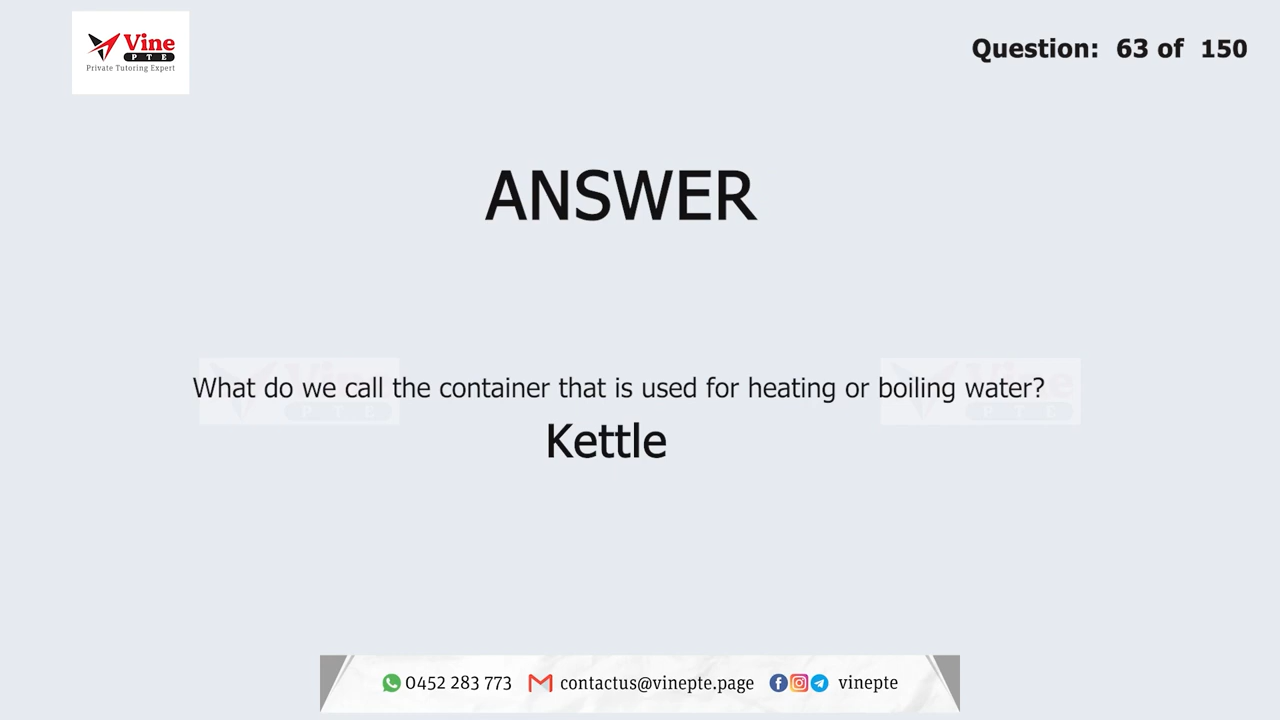 Vine
PTE
Private Tutoring Expert
Question: 63 of 150
ANSWER
What do we call the container that is used for heating or boiling water?
Kettle
0452 283 773 contactus@vinepte.page vinepte